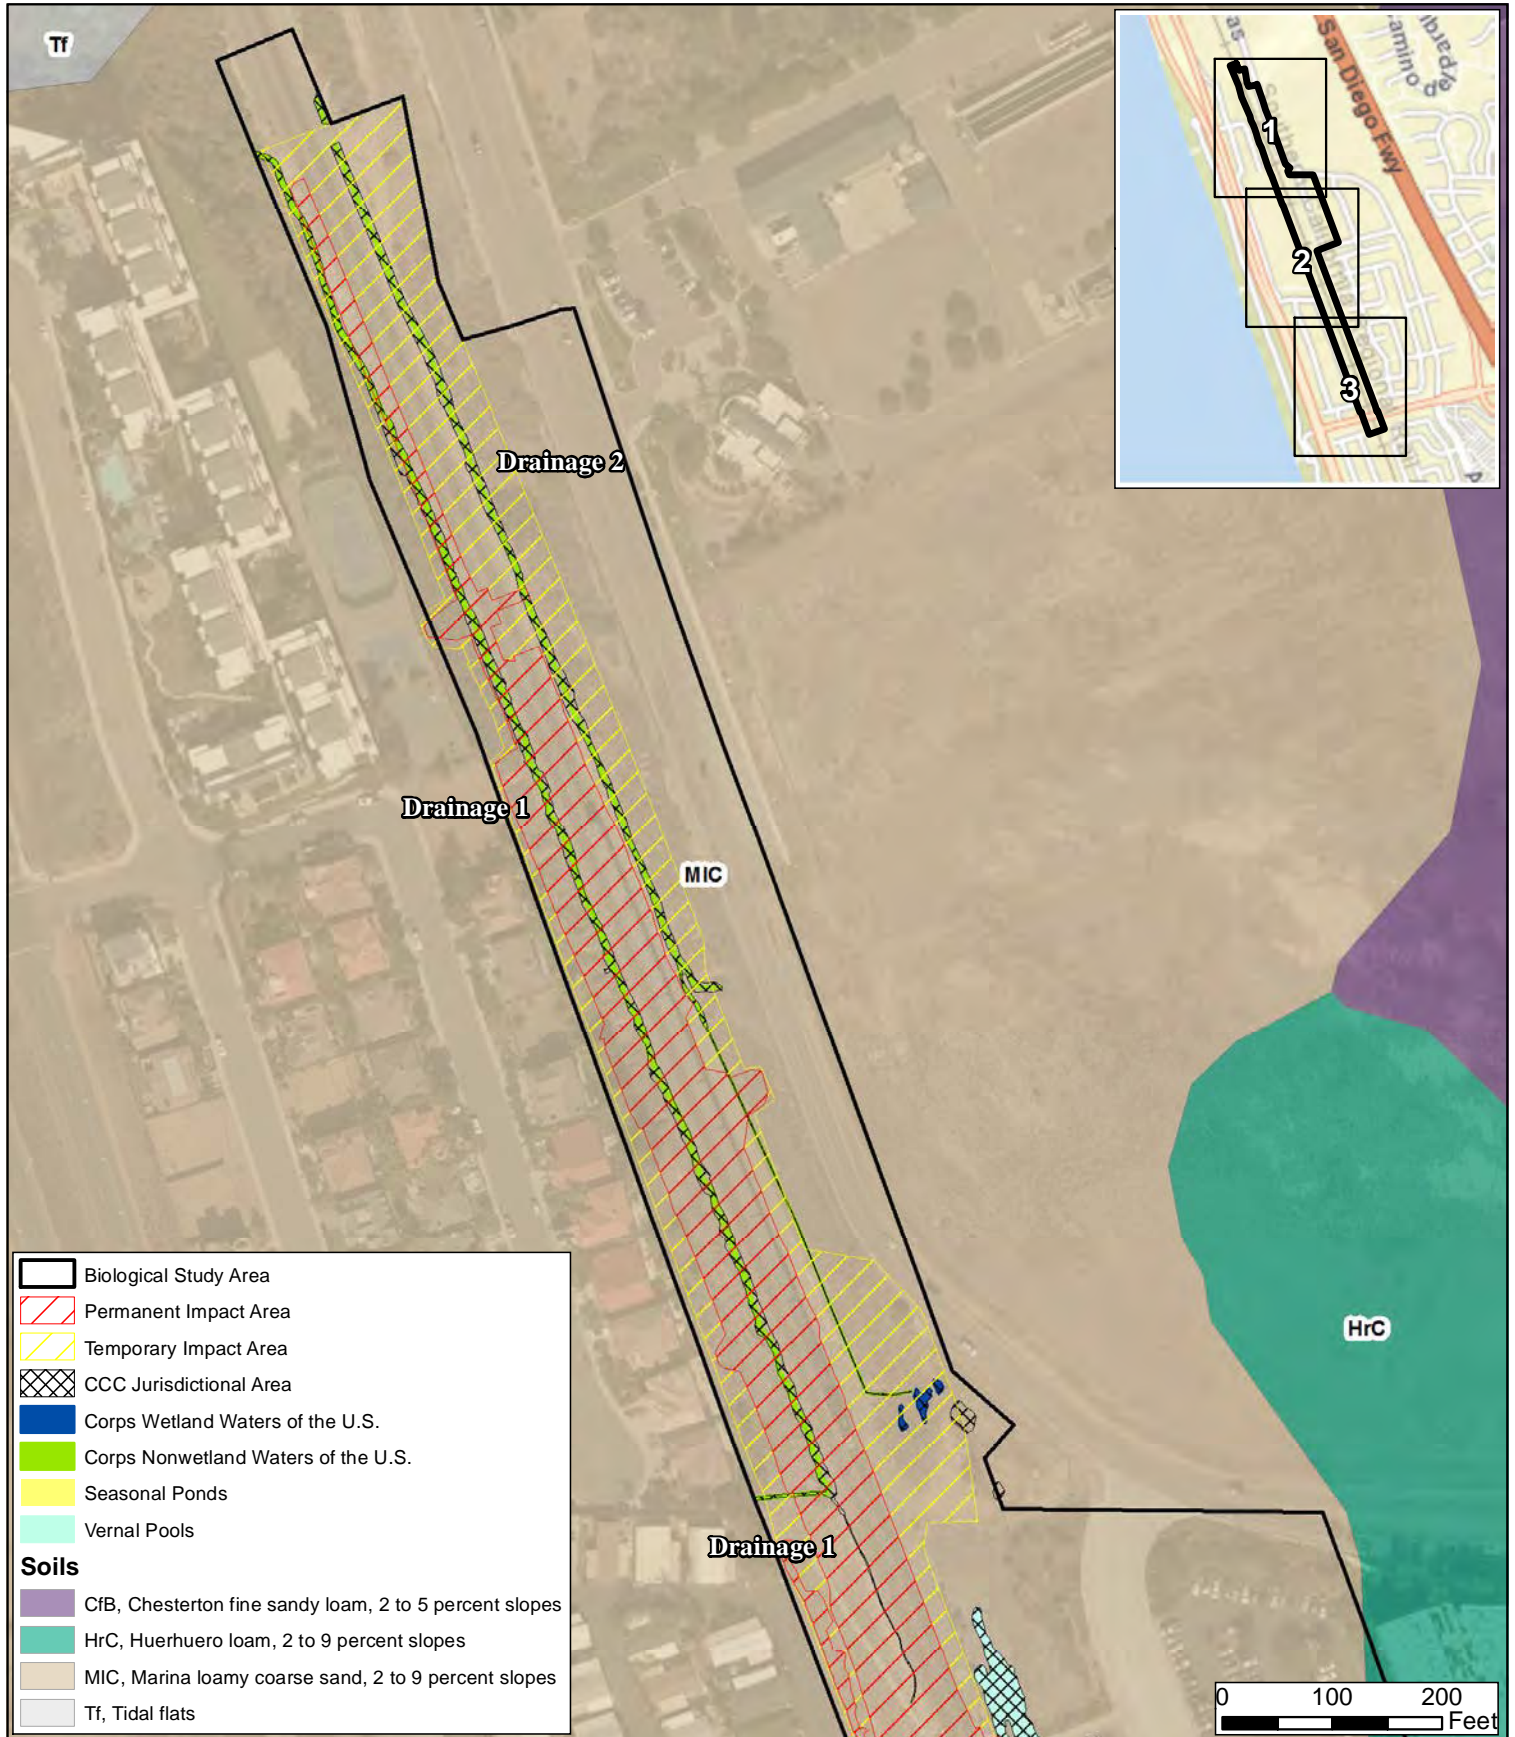 Tf
San Diego Fwy
1
2
3
Drainage 2
Drainage 1
MIC
HrC
Drainage 1
Biological Study Area
Permanent Impact Area
Temporary Impact Area
CCC Jurisdictional Area
Corps Wetland Waters of the U.S.
Corps Nonwetland Waters of the U.S.
Seasonal Ponds
Vernal Pools
Soils
CfB, Chesterton fine sandy loam, 2 to 5 percent slopes
HrC, Huerhuero loam, 2 to 9 percent slopes
MIC, Marina loamy coarse sand, 2 to 9 percent slopes
Tf, Tidal flats
0 100 200
Feet